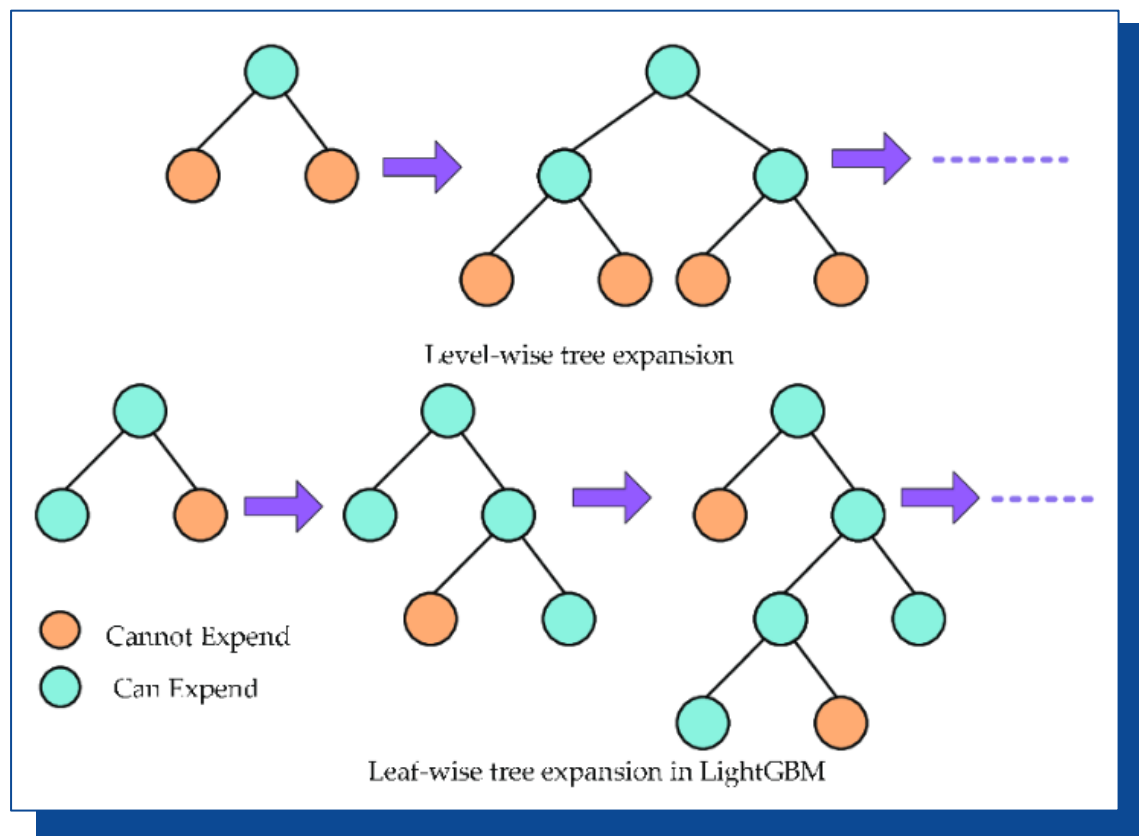 Level-wise tree expansion
Cannot Expend
Can Expend
Leaf-wise tree expansion in LightGBM